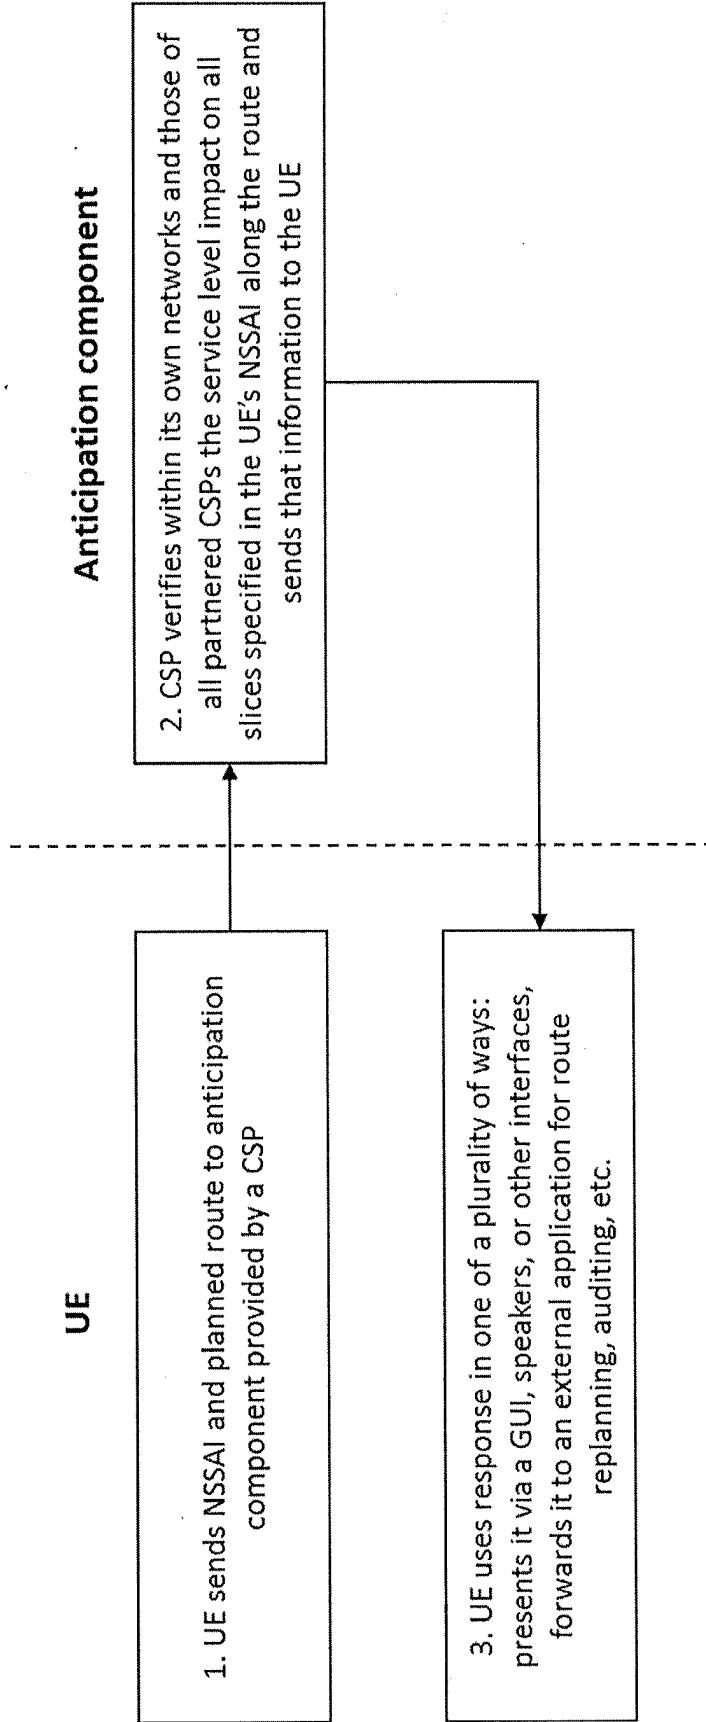 UE
Anticipation component
1. UE sends NSSAI and planned route to anticipation
component provided by a CSP
2. CSP verifies within its own networks and those of
all partnered CSPs the service level impact on all
slices specified in the UE's NSSAI along the route and
sends that information to the UE
3. UE uses response in one of a plurality of ways:
presents it via a GUI, speakers, or other interfaces,
forwards it to an external application for route
replanning, auditing, etc.